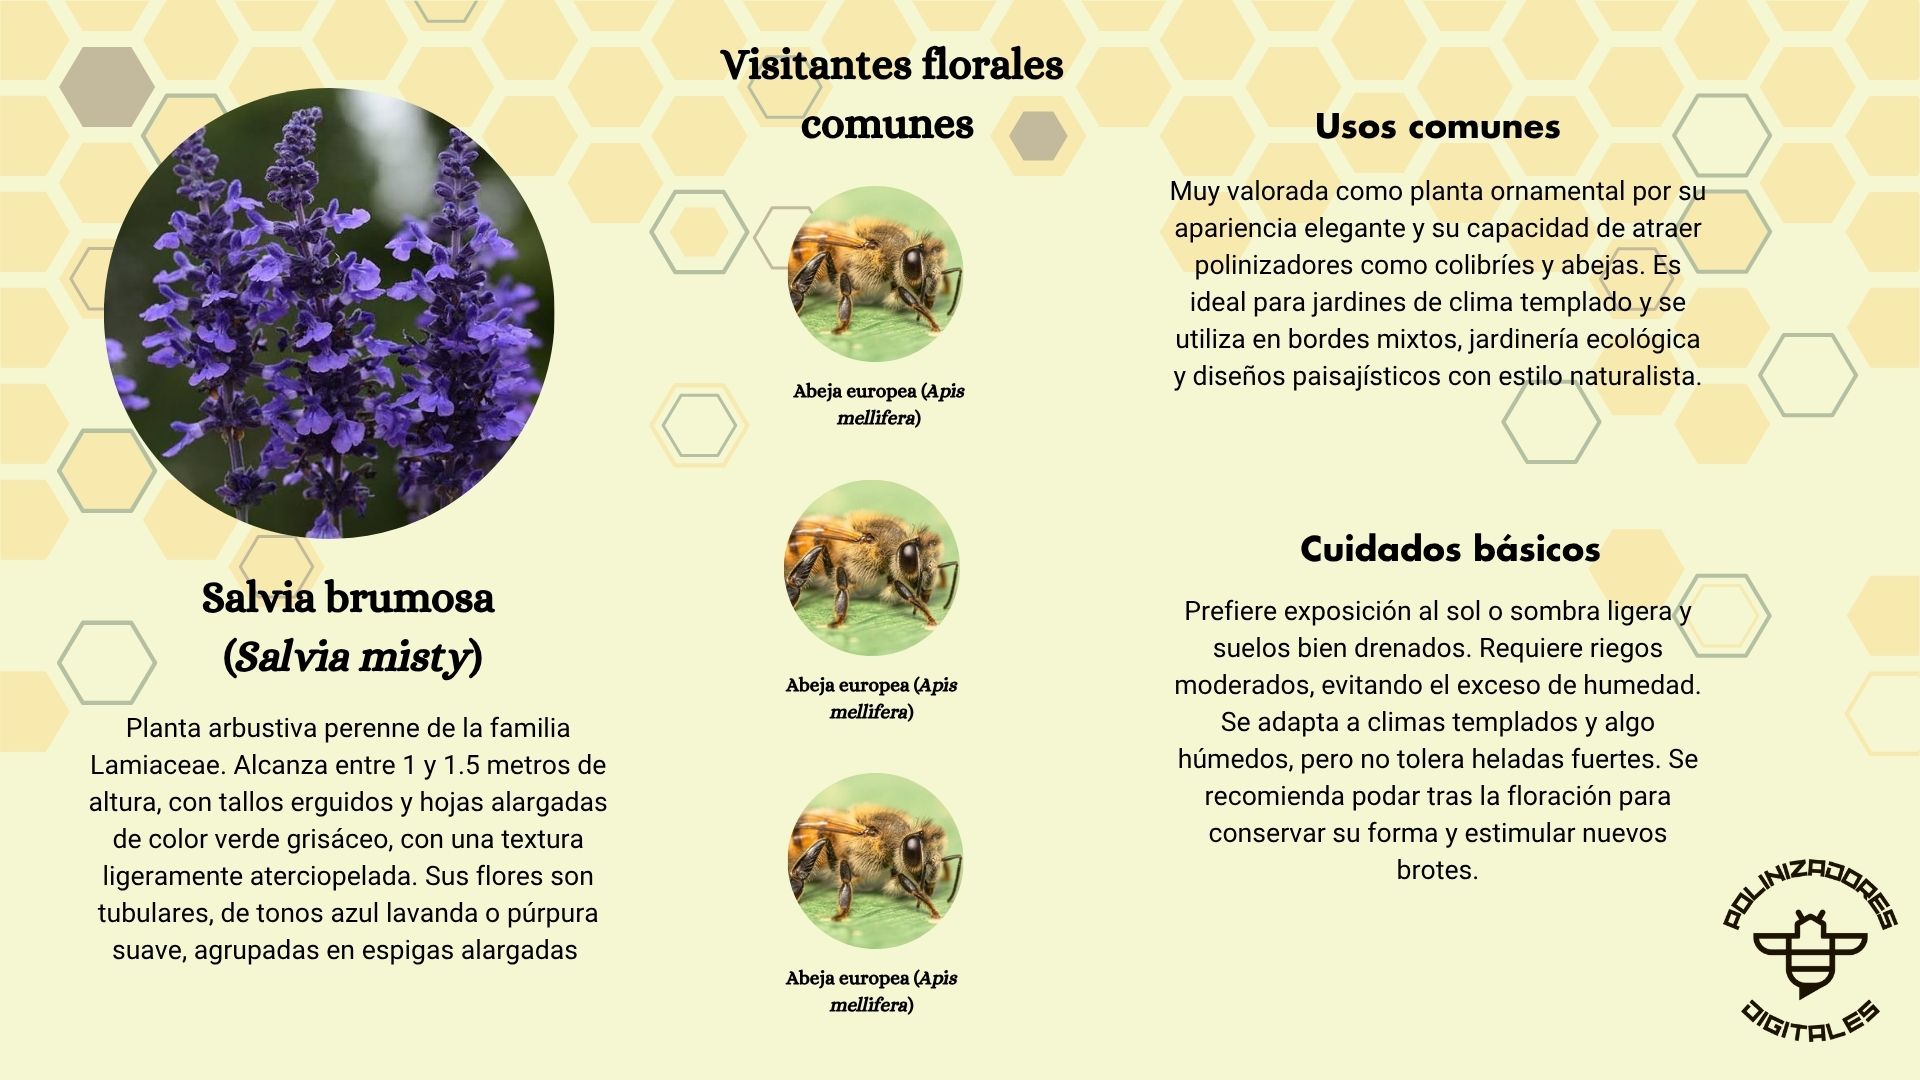 Salvia brumosa
(Salvia misty)
Planta arbustiva perenne de la familia
Lamiaceae. Alcanza entre 1 y 1.5 metros de
altura, con tallos erguidos y hojas alargadas
de color verde grisáceo, con una textura
ligeramente aterciopelada. Sus flores son
tubulares, de tonos azul lavanda o púrpura
suave, agrupadas en espigas alargadas
Visitantes florales
comunes
Abeja europea (Apis
mellifera)
Abeja europea (Apis
mellifera)
Abeja europea (Apis
mellifera)
Usos comunes
Muy valorada como planta ornamental por su
apariencia elegante y su capacidad de atraer
polinizadores como colibríes y abejas. Es
ideal para jardines de clima templado y se
utiliza en bordes mixtos, jardinería ecológica
y diseños paisajísticos con estilo naturalista.
Cuidados básicos
Prefiere exposición al sol o sombra ligera y
suelos bien drenados. Requiere riegos
moderados, evitando el exceso de humedad.
Se adapta a climas templados y algo
húmedos, pero no tolera heladas fuertes. Se
recomienda podar tras la floración para
conservar su forma y estimular nuevos
brotes.
POLINIZADORES
DIGITALES